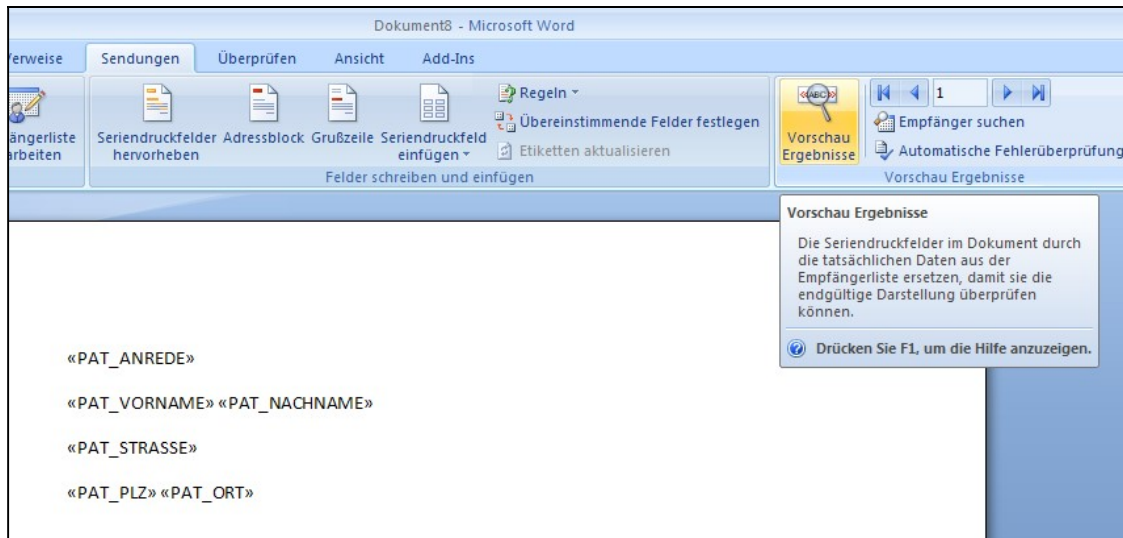 Dokument8 - Microsoft Word
Verweise Sendungen Überprüfen Ansicht Add-Ins
ängerliste
arbeiten
Seriendruckfelder
hervorheben
Adressblock
Grußzeile
Seriendruckfeld
einfügen
Regeln
Übereinstimmende Felder festlegen
Etiketten aktualisieren
Felder schreiben und einfügen
«ABC»
Vorschau
Ergebnisse
1
Empfänger suchen
Automatische Fehlerüberprüfung
Vorschau Ergebnisse
Vorschau Ergebnisse
Die Seriendruckfelder im Dokument durch
die tatsächlichen Daten aus der
Empfängerliste ersetzen, damit sie die
endgültige Darstellung überprüfen
können.
Drücken Sie F1, um die Hilfe anzuzeigen.
«PAT_ANREDE»
«PAT_VORNAME» «PAT_NACHNAME»
«PAT_STRASSE»
«PAT_PLZ» «PAT_ORT»